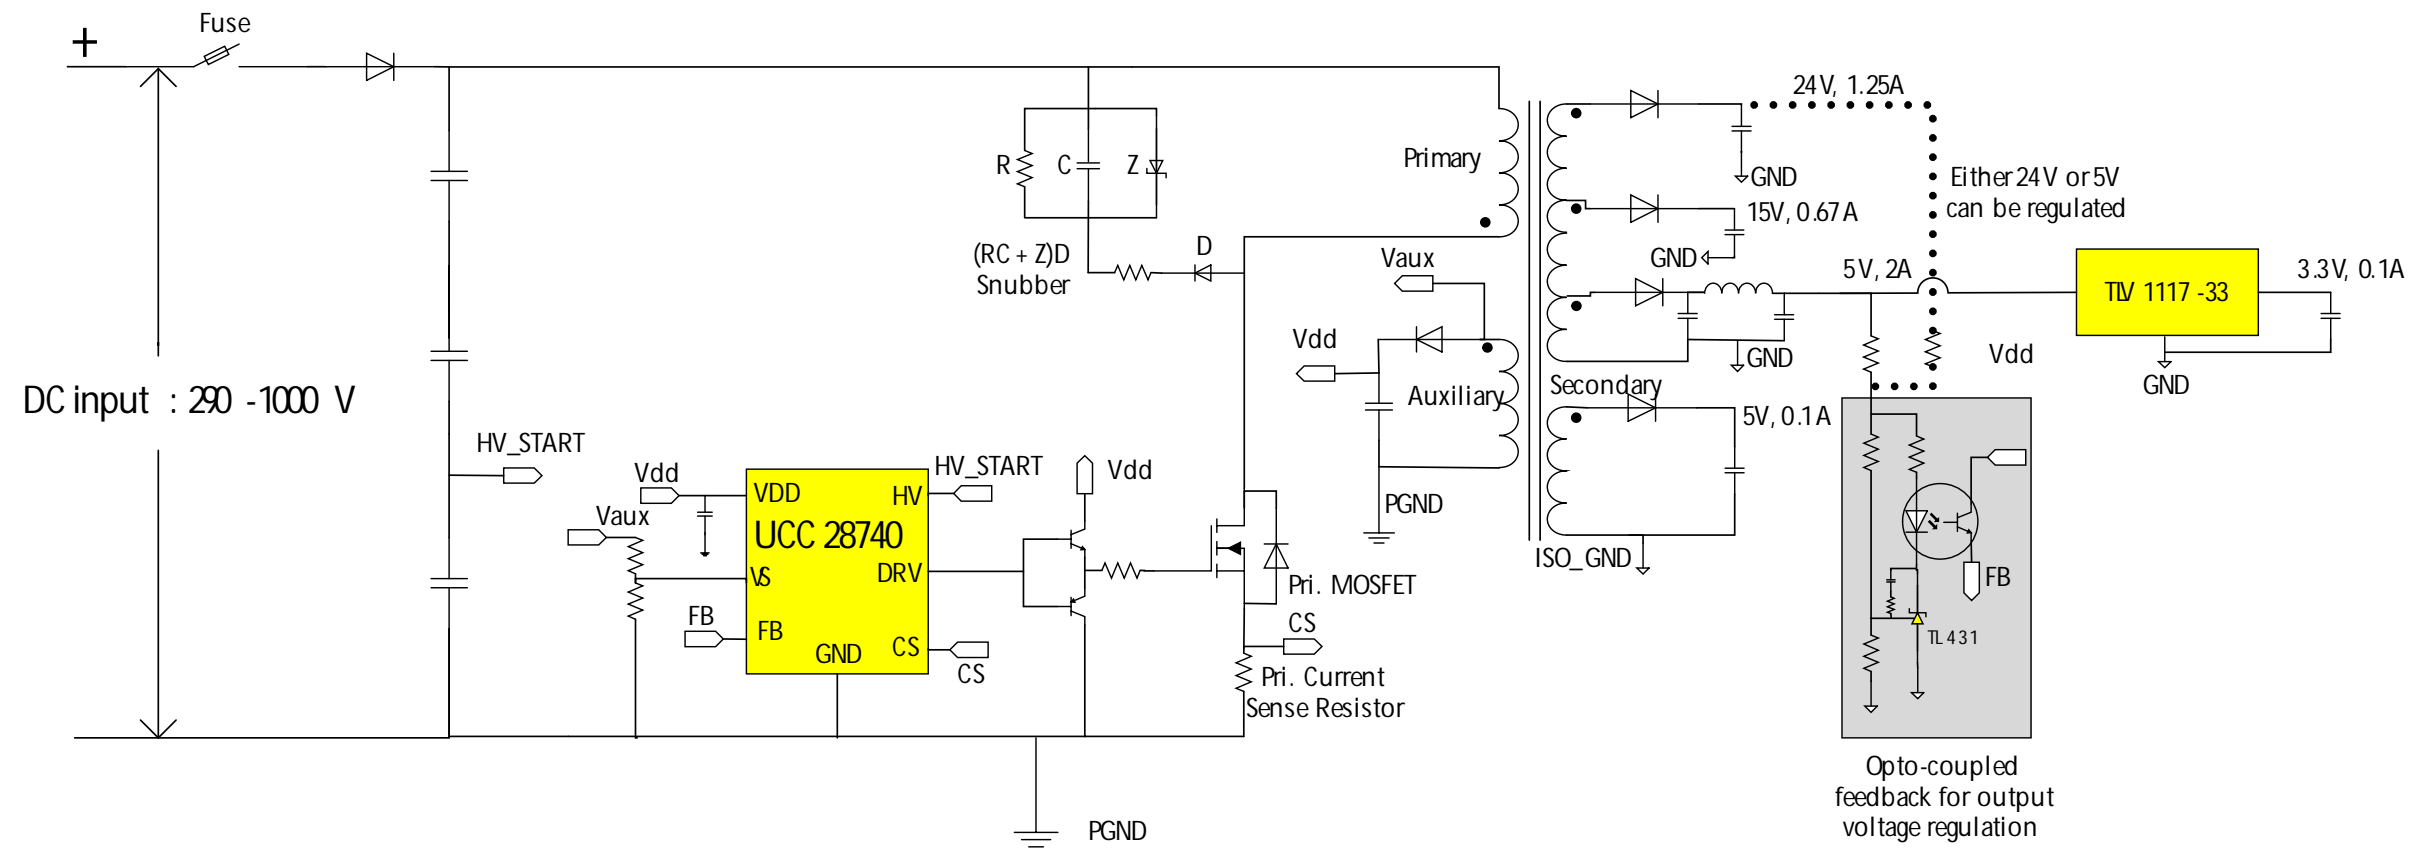 Fuse
+
24V, 1.25A
Primary
R
C
Z
GND
Either 24V or 5V
can be regulated
15V, 0.67A
(RC + Z)D
Snubber
D
Vaux
GND
5V, 2A
TLV 1117 -33
3.3V, 0.1A
Vdd
GND
Vdd
GND
DC input : 290 -1000 V
Auxiliary
Secondary
5V, 0.1A
HV_START
Vdd
VDD
HV
HV_START
Vdd
Vaux
UCC 28740
PGND
VS
DRV
ISO_GND
Pri. MOSFET
FB
FB
FB
GND
CS
CS
CS
TL431
Pri. Current
Sense Resistor
PGND
Opto-coupled
feedback for output
voltage regulation